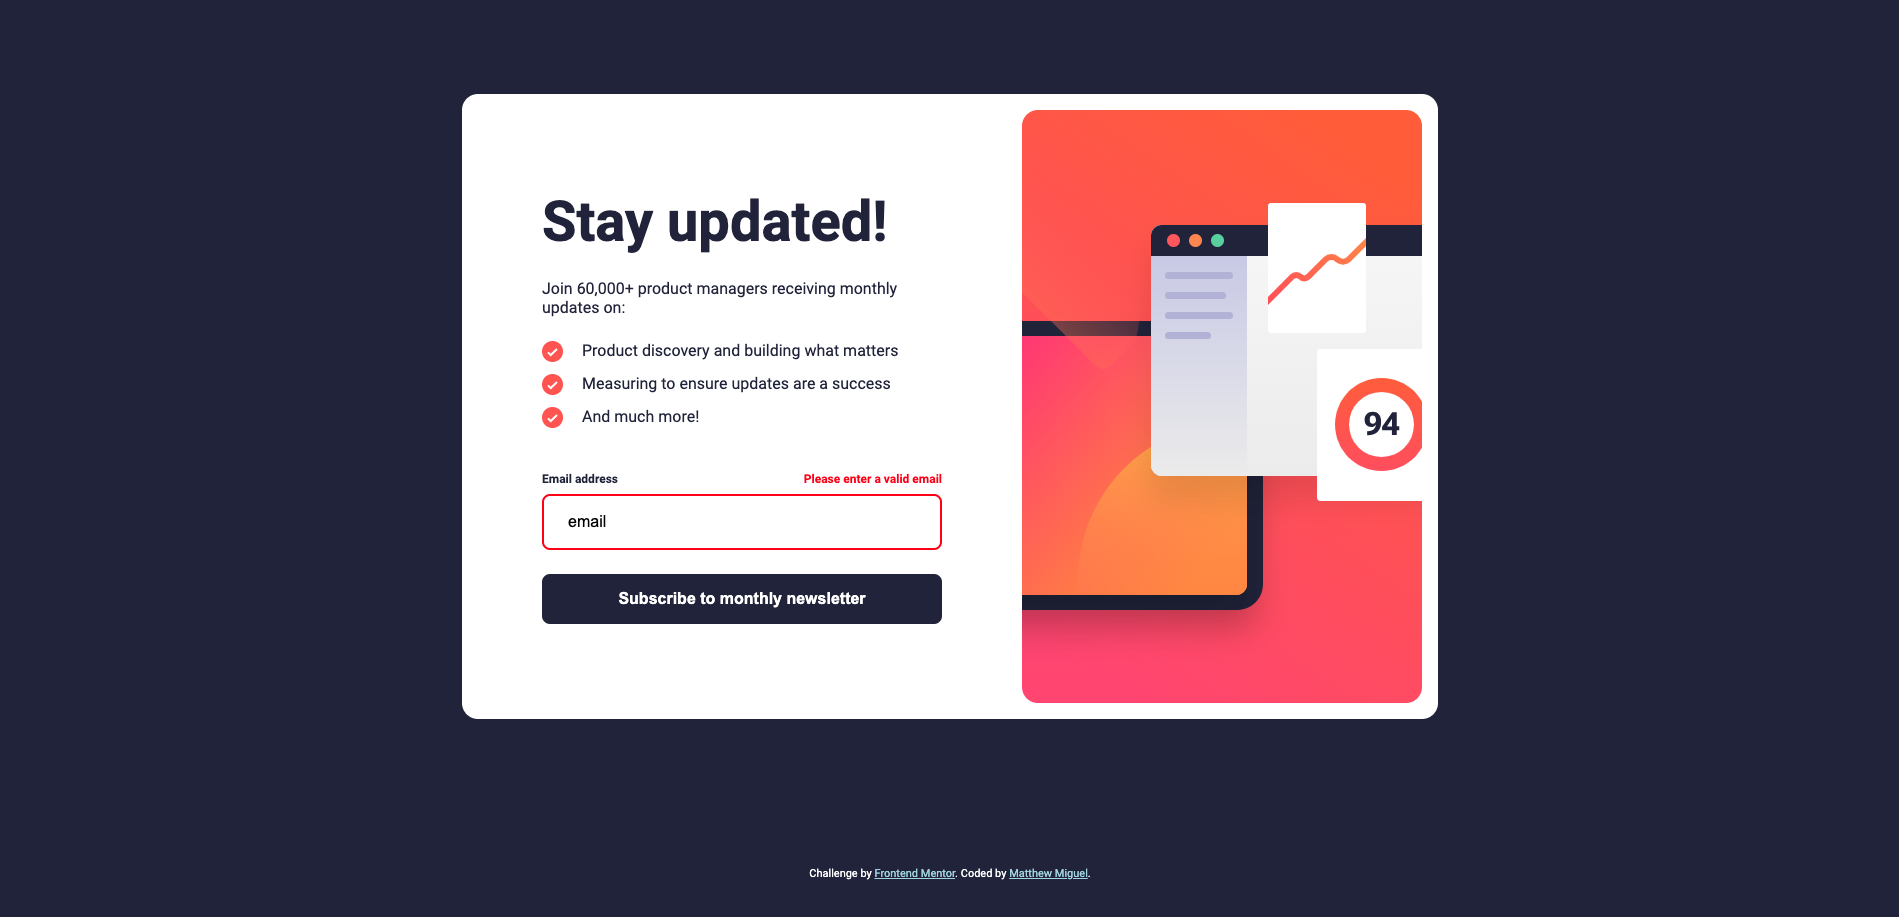 Stay updated!
Join 60,000+ product managers receiving monthly
updates on:
Product discovery and building what matters
Measuring to ensure updates are a success
And much more!
Email address
Please enter a valid email
email
Subscribe to monthly newsletter
94
Challenge by Frontend Mentor. Coded by Matthew Miguel.